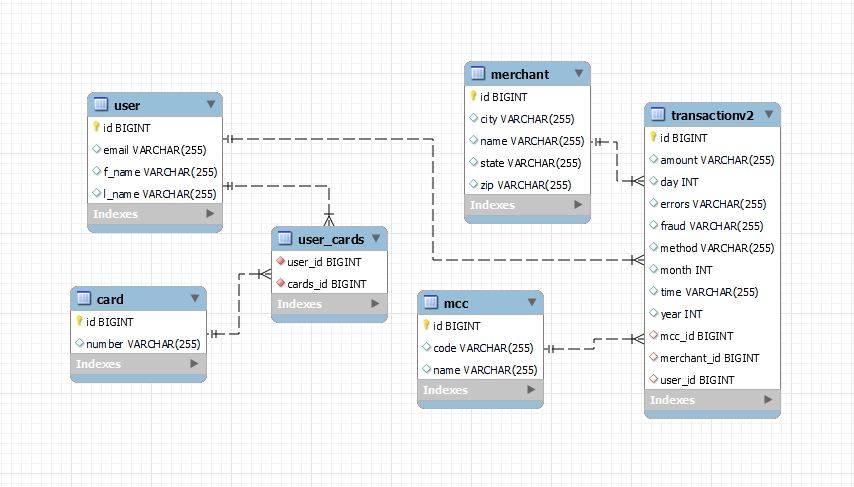 user
id BIGINT
email VARCHAR(255)
f_name VARCHAR(255)
l_name VARCHAR(255)
Indexes
merchant
id BIGINT
city VARCHAR(255)
name VARCHAR(255)
state VARCHAR(255)
zip VARCHAR(255)
Indexes
transactionv2
id BIGINT
amount VARCHAR(255)
day INT
errors VARCHAR(255)
fraud VARCHAR(255)
method VARCHAR(255)
month INT
time VARCHAR(255)
year INT
mcc_id BIGINT
merchant_id BIGINT
user_id BIGINT
Indexes
user_cards
user_id BIGINT
cards_id BIGINT
Indexes
card
id BIGINT
number VARCHAR(255)
Indexes
mcc
id BIGINT
code VARCHAR(255)
name VARCHAR(255)
Indexes